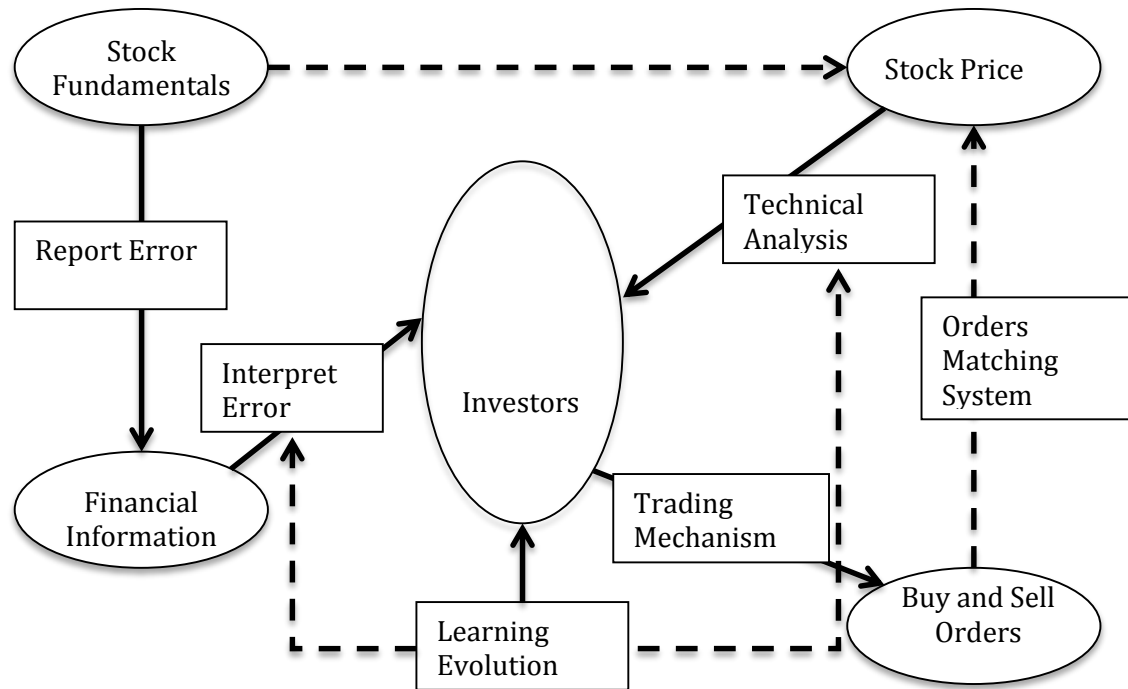 Stock
Fundamentals
Stock Price
Technical
Analysis
Report Error
Orders
Matching
System
Interpret
Error
Investors
Financial
Information
Trading
Mechanism
Buy and Sell
Orders
Learning
Evolution